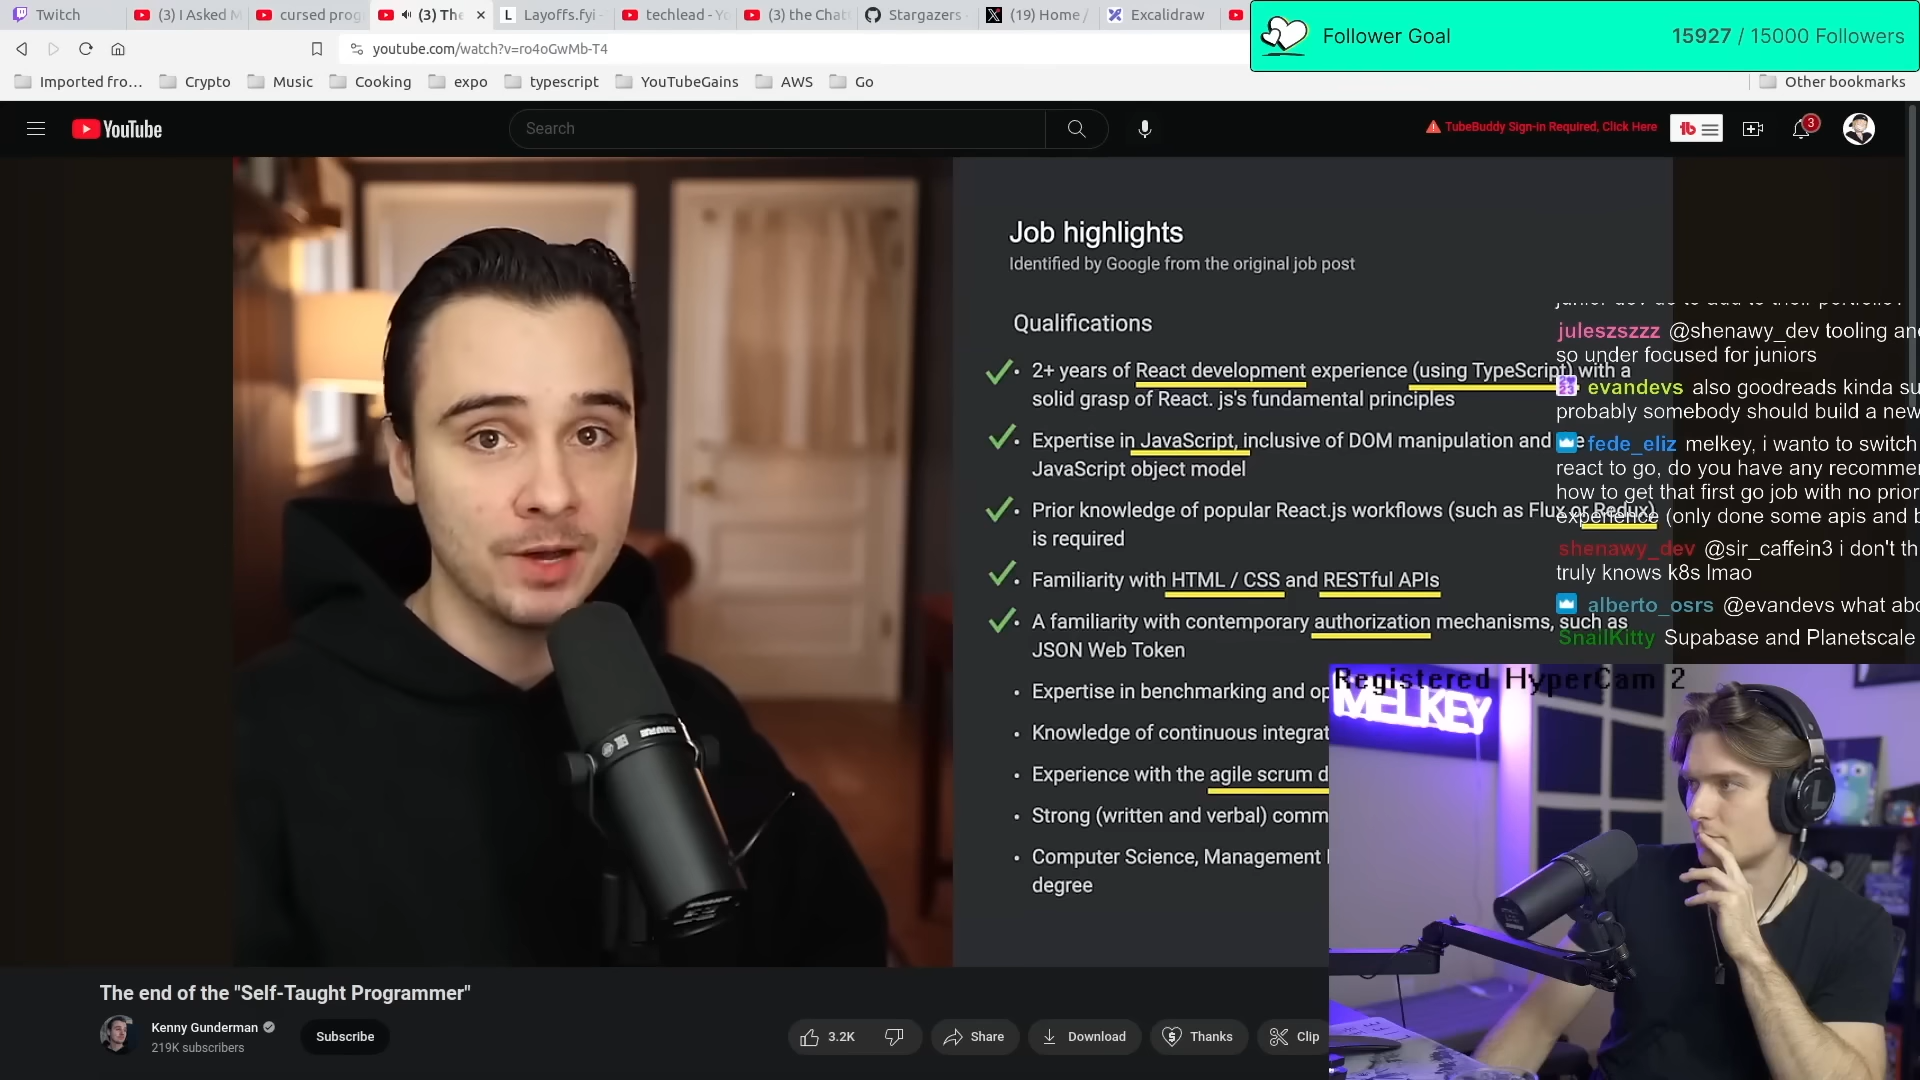 Twitch
(3) I Asked M
cursed prog
(3) The
Layoffs.fyi -
techlead - Yo
(3) the Chat
Stargazers ·
(19) Home /
Excalidraw
Follower Goal
15927 / 15000 Followers
youtube.com/watch?v=ro4oGwMb-T4
Imported fro…
Crypto
Music
Cooking
expo
typescript
YouTubeGains
AWS
Go
Other bookmarks
YouTube
Search
TubeBuddy Sign-in Required, Click Here
tb
3
Job highlights
Identified by Google from the original job post
Qualifications
2+ years of React development experience (using TypeScript) with a
solid grasp of React. js's fundamental principles
Expertise in JavaScript, inclusive of DOM manipulation and
JavaScript object model
Prior knowledge of popular React.js workflows (such as Flux or Redux)
is required
Familiarity with HTML / CSS and RESTful APIs
A familiarity with contemporary authorization mechanisms, such as
JSON Web Token
Expertise in benchmarking and op
Knowledge of continuous integrat
Experience with the agile scrum d
Strong (written and verbal) comm
Computer Science, Management
degree
juleszszzz @shenawy_dev tooling and
so under focused for juniors
evandevs also goodreads kinda su
probably somebody should build a new
fede_eliz melkey, i wanto to switch
react to go, do you have any recomme
how to get that first go job with no prior
experience (only done some apis and b
shenawy_dev @sir_caffein3 i don't th
truly knows k8s lmao
alberto_osrs @evandevs what abo
SnailKitty Supabase and Planetscale
Registered HyperCam 2
MELKEY
The end of the "Self-Taught Programmer"
Kenny Gunderman
219K subscribers
Subscribe
3.2K
Share
Download
Thanks
Clip